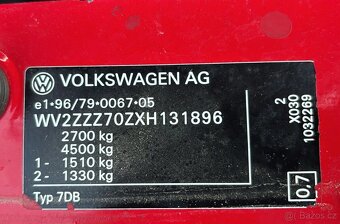 VOLKSWAGEN AG
e1*96/79*0067*05
WV2ZZZ70ZXH131896
2700 kg
4500 kg
1- 1510 kg
2- 1330 kg
Typ 7DB
2
X030
1032269
0.7
bazos.cz